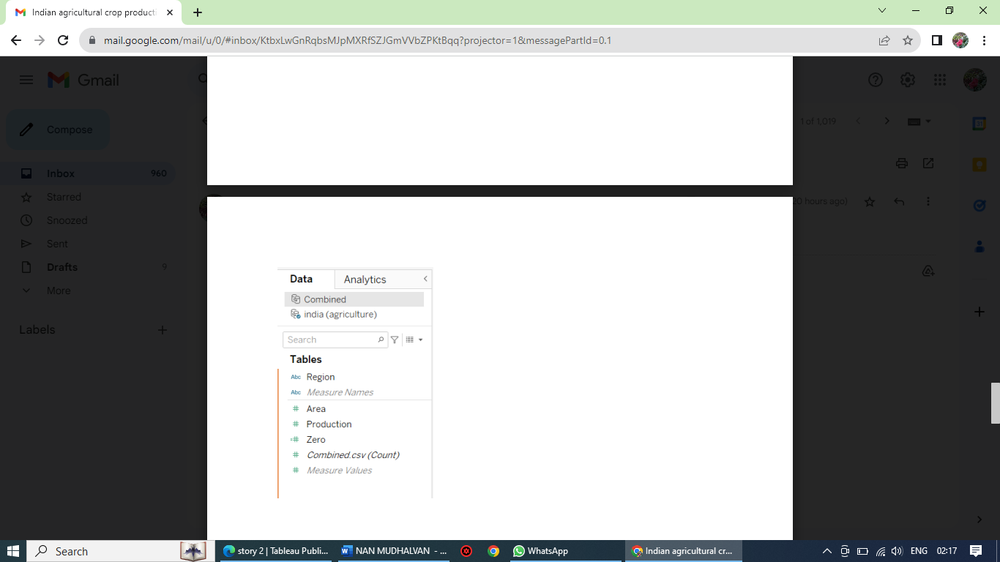 Indian agricultural crop producti
mail.google.com/mail/u/0/#inbox/KtbxLwGnRqbsMJpMXRfSZJGmVVbZPKtBqq?projector=1&messagePartId=0.1
Gmail
1 of 1,019
Compose
Inbox 960
Starred
20 hours ago)
Snoozed
Sent
Drafts 9
More
Labels
Data Analytics
Combined
india (agriculture)
Search
Tables
Abc Region
Abc Measure Names
# Area
# Production
=# Zero
# Combined.csv (Count)
# Measure Values
Search
story 2 | Tableau Publi...
NAN MUDHALVAN - ...
WhatsApp
Indian agricultural cr...
ENG
02:17